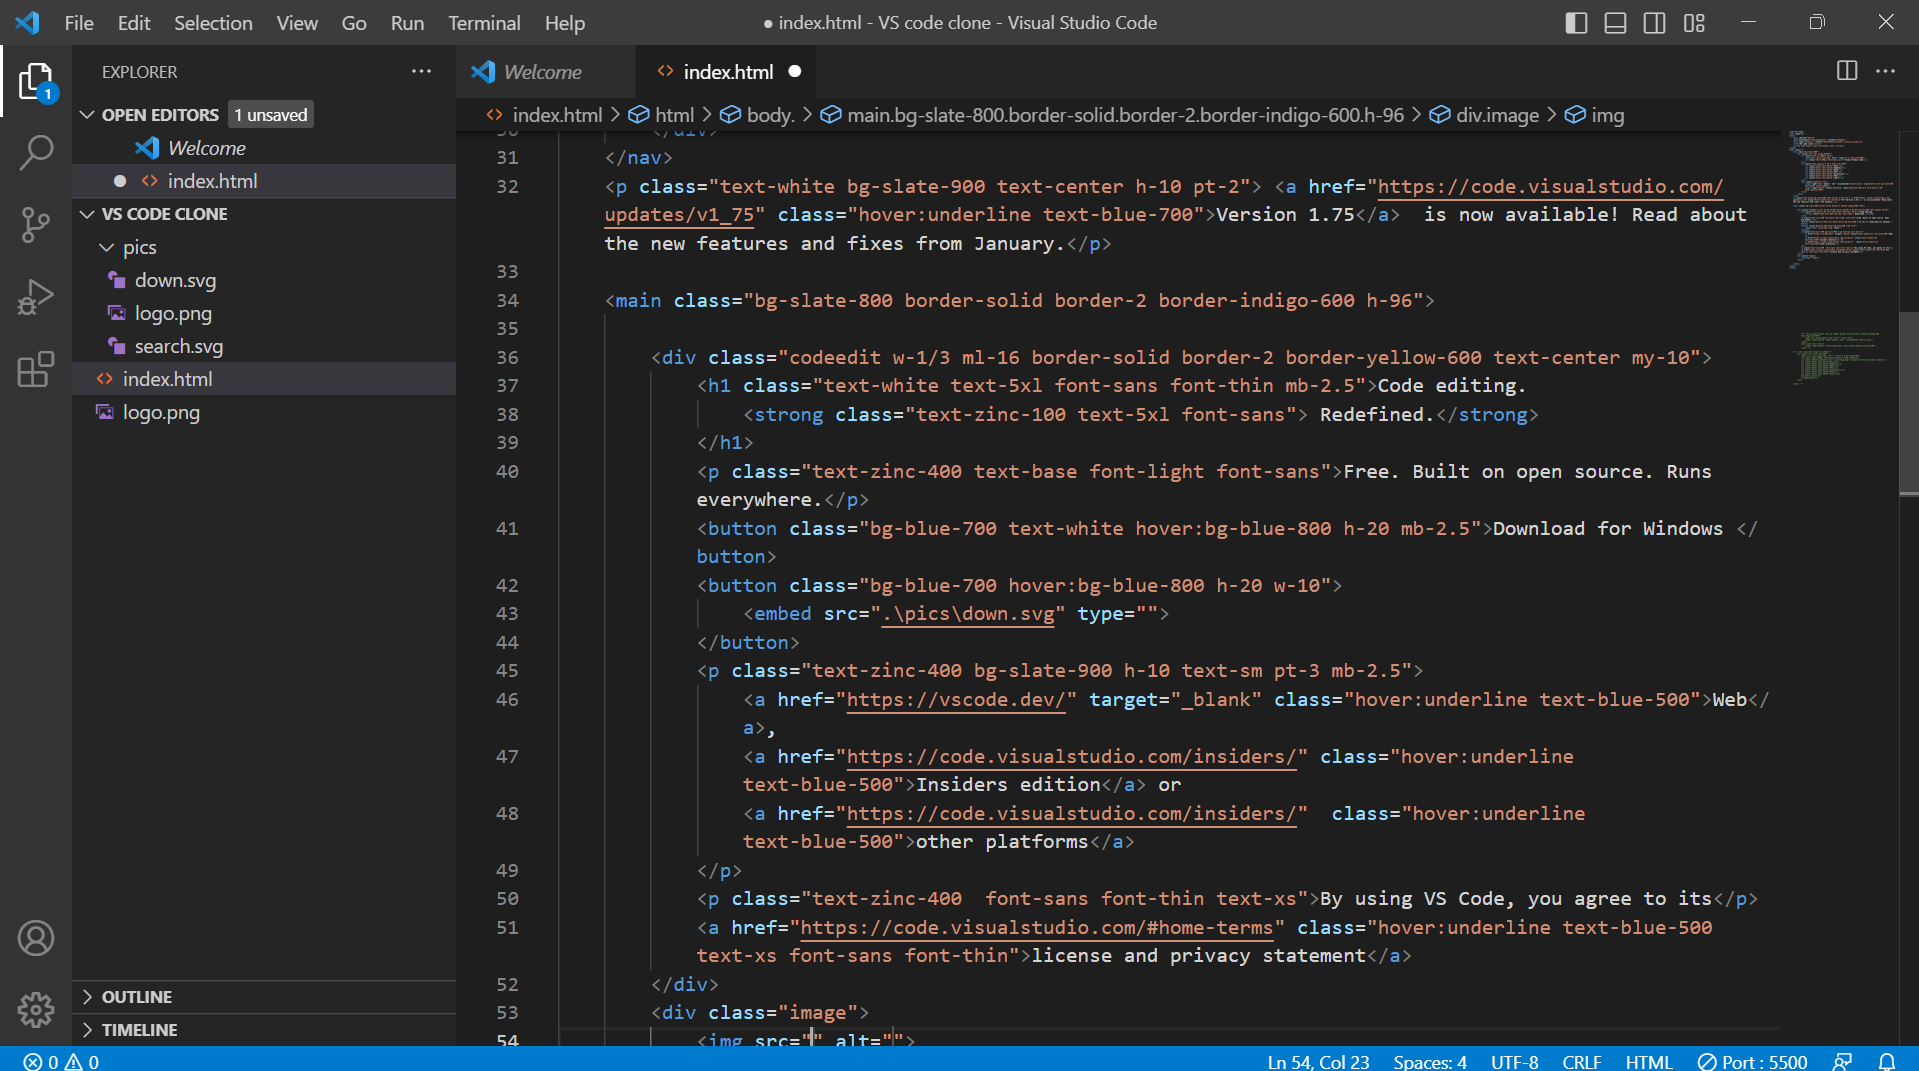 File Edit Selection View Go Run Terminal Help
● index.html - VS code clone - Visual Studio Code
1
EXPLORER
OPEN EDITORS 1 unsaved
Welcome
index.html
VS CODE CLONE
pics
down.svg
logo.png
search.svg
index.html
logo.png
OUTLINE
TIMELINE
Welcome
index.html
index.html > html > body. > main.bg-slate-800.border-solid.border-2.border-indigo-600.h-96 > div.image > img
30 </div>
31 </nav>
32 <p class="text-white bg-slate-900 text-center h-10 pt-2"> <a href="https://code.visualstudio.com/
updates/v1_75" class="hover:underline text-blue-700">Version 1.75</a>  is now available! Read about
the new features and fixes from January.</p>
33
34 <main class="bg-slate-800 border-solid border-2 border-indigo-600 h-96">
35
36 <div class="codeedit w-1/3 ml-16 border-solid border-2 border-yellow-600 text-center my-10">
37 <h1 class="text-white text-5xl font-sans font-thin mb-2.5">Code editing.
38 <strong class="text-zinc-100 text-5xl font-sans"> Redefined.</strong>
39 </h1>
40 <p class="text-zinc-400 text-base font-light font-sans">Free. Built on open source. Runs
everywhere.</p>
41 <button class="bg-blue-700 text-white hover:bg-blue-800 h-20 mb-2.5">Download for Windows </
button>
42 <button class="bg-blue-700 hover:bg-blue-800 h-20 w-10">
43 <embed src=".\pics\down.svg" type="">
44 </button>
45 <p class="text-zinc-400 bg-slate-900 h-10 text-sm pt-3 mb-2.5">
46 <a href="https://vscode.dev/" target="_blank" class="hover:underline text-blue-500">Web</
a>,
47 <a href="https://code.visualstudio.com/insiders/" class="hover:underline
text-blue-500">Insiders edition</a> or
48 <a href="https://code.visualstudio.com/insiders/"  class="hover:underline
text-blue-500">other platforms</a>
49 </p>
50 <p class="text-zinc-400  font-sans font-thin text-xs">By using VS Code, you agree to its</p>
51 <a href="https://code.visualstudio.com/#home-terms" class="hover:underline text-blue-500
text-xs font-sans font-thin">license and privacy statement</a>
52 </div>
53 <div class="image">
54 <img src="" alt="">
0 0
Ln 54, Col 23 Spaces: 4 UTF-8 CRLF HTML Port : 5500